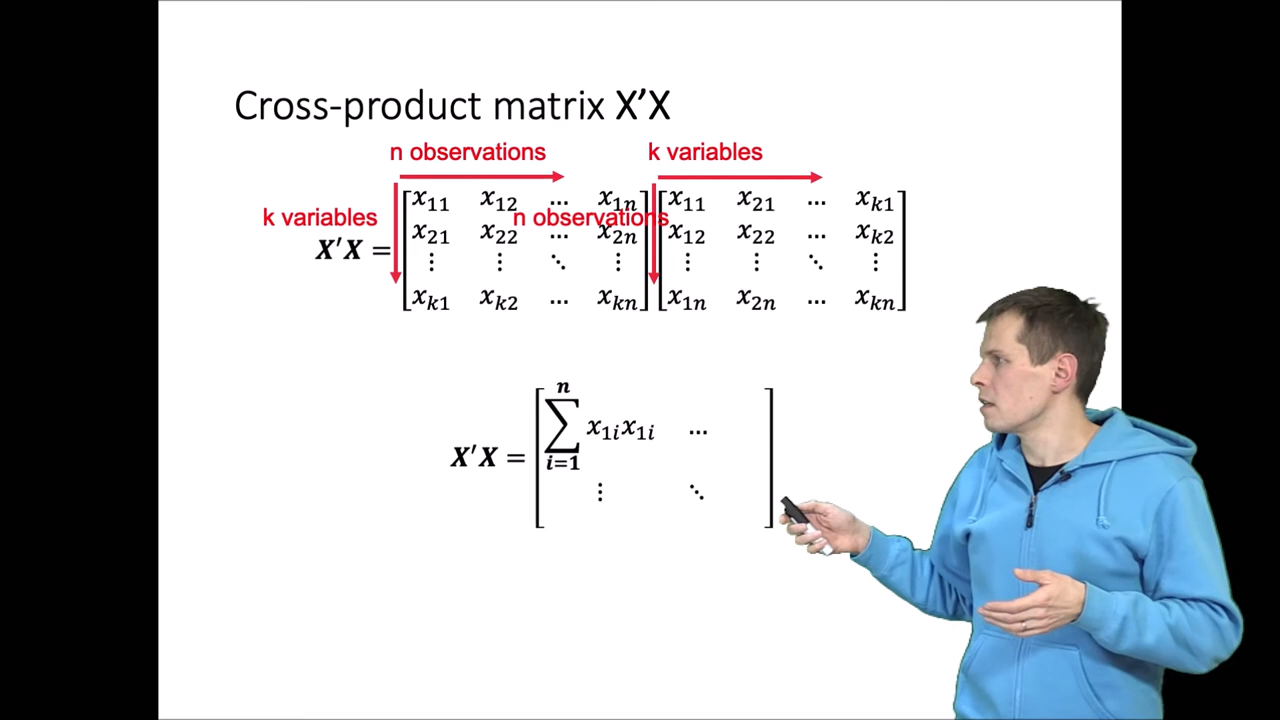 Cross-product matrix X'X
n observations k variables
k variables n observations
X'X = [x₁₁ x₁₂ … x₁ₙ] [x₁₁ x₂₁ … xₖ₁]
[x₂₁ x₂₂ … x₂ₙ] [x₁₂ x₂₂ … xₖ₂]
[⋮ ⋮ ⋱ ⋮] [⋮ ⋮ ⋱ ⋮]
[xₖ₁ xₖ₂ … xₖₙ] [x₁ₙ x₂ₙ … xₖₙ]
X'X = [∑ⁿᵢ₌₁ x₁ᵢx₁ᵢ …]
[⋮ ⋱]